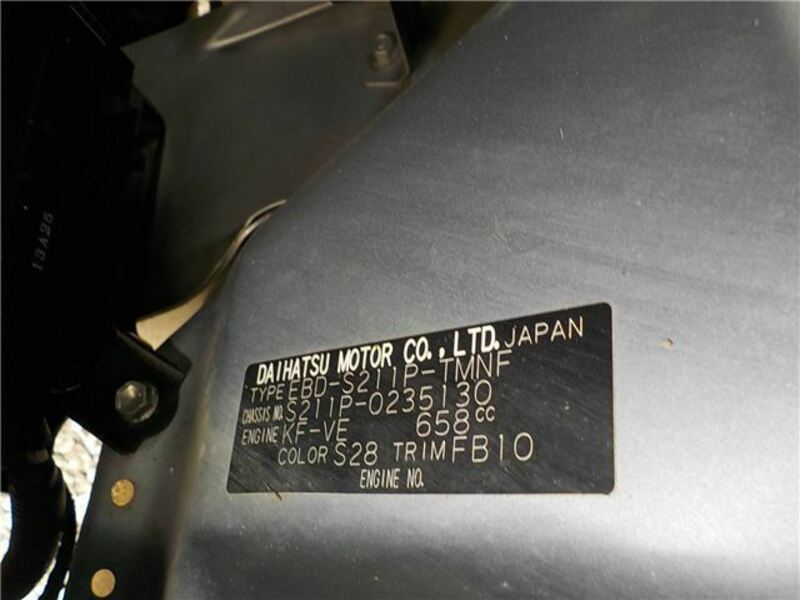 13A25
DAIHATSU MOTOR CO., LTD. JAPAN
TYPE EBD-S211P-TMNF
CHASSIS NO. S211P-0235130
ENGINE KF-VE 658cc
COLOR S28 TRIM FB10
ENGINE NO.